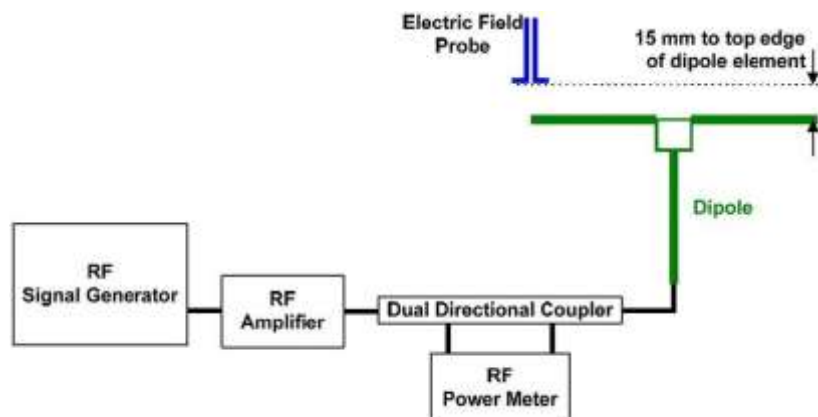 Electric Field
Probe
15 mm to top edge
of dipole element
Dipole
RF
Signal Generator
RF
Amplifier
Dual Directional Coupler
RF
Power Meter